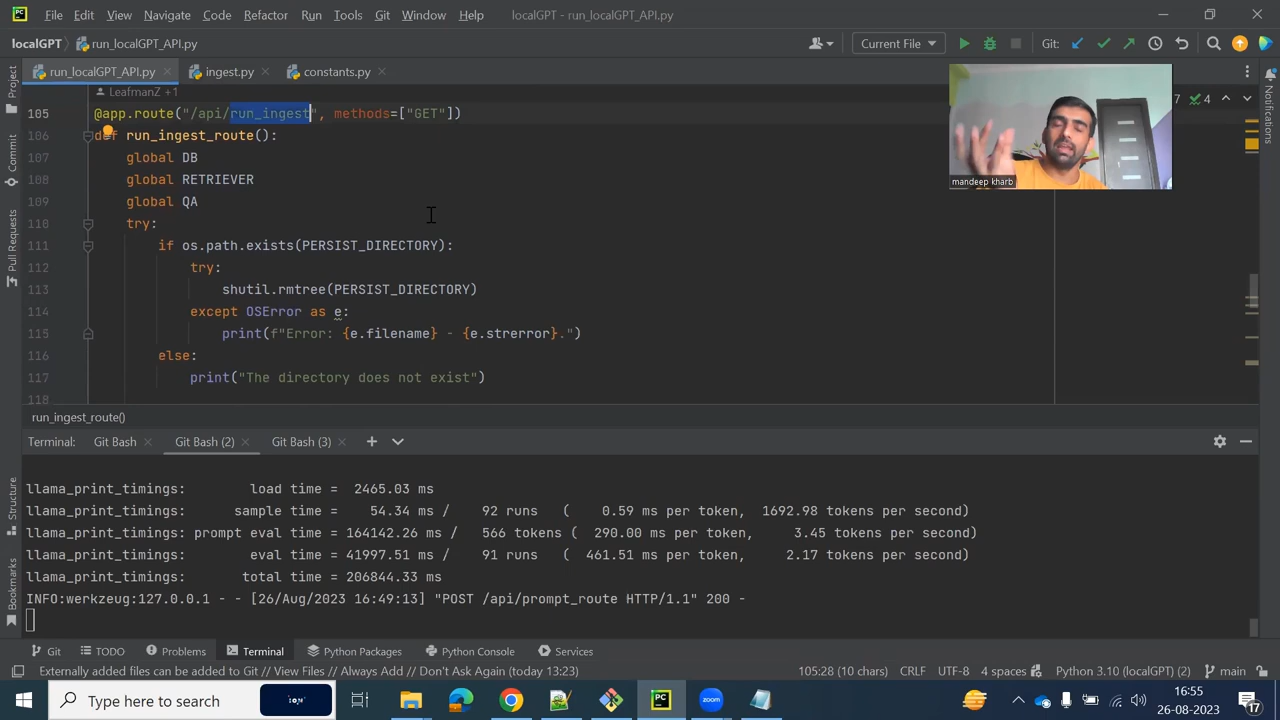 File Edit View Navigate Code Refactor Run Tools Git Window Help localGPT - run_localGPT_API.py
localGPT run_localGPT_API.py Current File Git:
run_localGPT_API.py ingest.py constants.py
LeafmanZ +1
7 4
105 @app.route("/api/run_ingest", methods=["GET"])
106 def run_ingest_route():
107 global DB
108 global RETRIEVER
109 global QA
110 try:
111 if os.path.exists(PERSIST_DIRECTORY):
112 try:
113 shutil.rmtree(PERSIST_DIRECTORY)
114 except OSError as e:
115 print(f"Error: {e.filename} - {e.strerror}.")
116 else:
117 print("The directory does not exist")
118
mandeep kharb
run_ingest_route()
Terminal: Git Bash Git Bash (2) Git Bash (3)
llama_print_timings: load time = 2465.03 ms
llama_print_timings: sample time = 54.34 ms / 92 runs ( 0.59 ms per token, 1692.98 tokens per second)
llama_print_timings: prompt eval time = 164142.26 ms / 566 tokens ( 290.00 ms per token, 3.45 tokens per second)
llama_print_timings: eval time = 41997.51 ms / 91 runs ( 461.51 ms per token, 2.17 tokens per second)
llama_print_timings: total time = 206844.33 ms
INFO:werkzeug:127.0.0.1 - - [26/Aug/2023 16:49:13] "POST /api/prompt_route HTTP/1.1" 200 -
Git TODO Problems Terminal Python Packages Python Console Services
Externally added files can be added to Git // View Files // Always Add // Don't Ask Again (today 13:23) 105:28 (10 chars) CRLF UTF-8 4 spaces Python 3.10 (localGPT) (2) main
Type here to search 16:55
26-08-2023
17
Project
Commit
Pull Requests
Structure
Bookmarks
Notifications